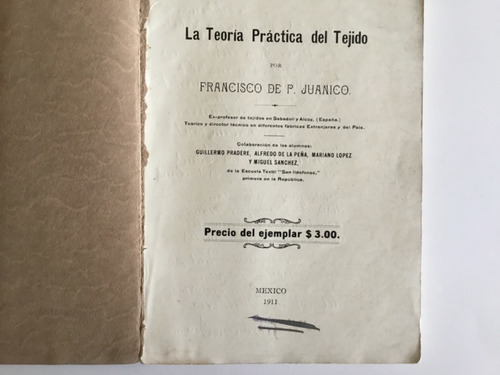 La Teoría Práctica del Tejido
POR
FRANCISCO DE P. JUANICO.
Ex-profesor de tejidos en Sabadell y Alcoy, (España.)
Teórico y director técnico en diferentes fábricas Extranjeras y del País.
Colaboración de los alumnos:
GUILLERMO PRADERE, ALFREDO DE LA PEÑA, MARIANO LOPEZ
Y MIGUEL SANCHEZ,
de la Escuela Textil "San Ildefonso,"
primera en la República.
Precio del ejemplar $ 3.00.
MEXICO
1911